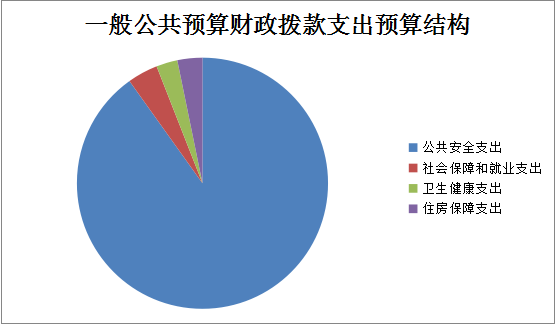 一般公共预算财政拨款支出预算结构
公共安全支出
社会保障和就业支出
卫生健康支出
住房保障支出